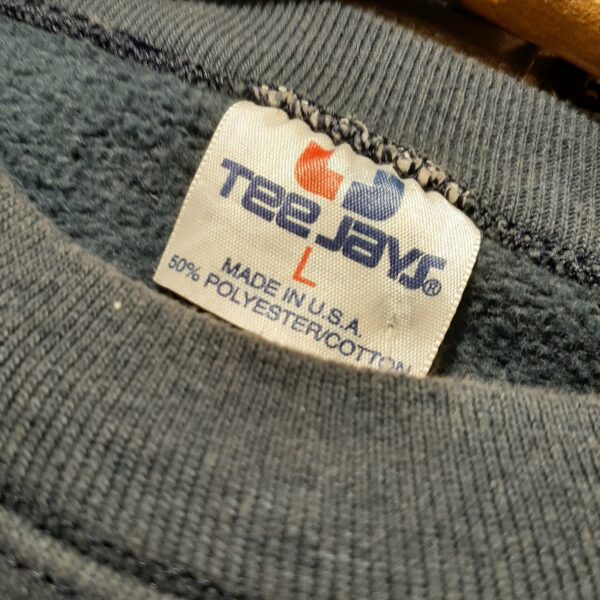 Tee Jays®
L
MADE IN U.S.A.
50% POLYESTER/COTTON